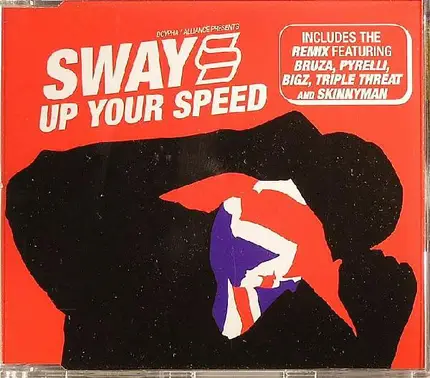 DCYPHA ALLIANCE PRESENTS
SWAY S
UP YOUR SPEED
INCLUDES THE
REMIX FEATURING
BRUZA, PYRELLI,
BIGZ, TRIPLE THREAT
AND SKINNYMAN